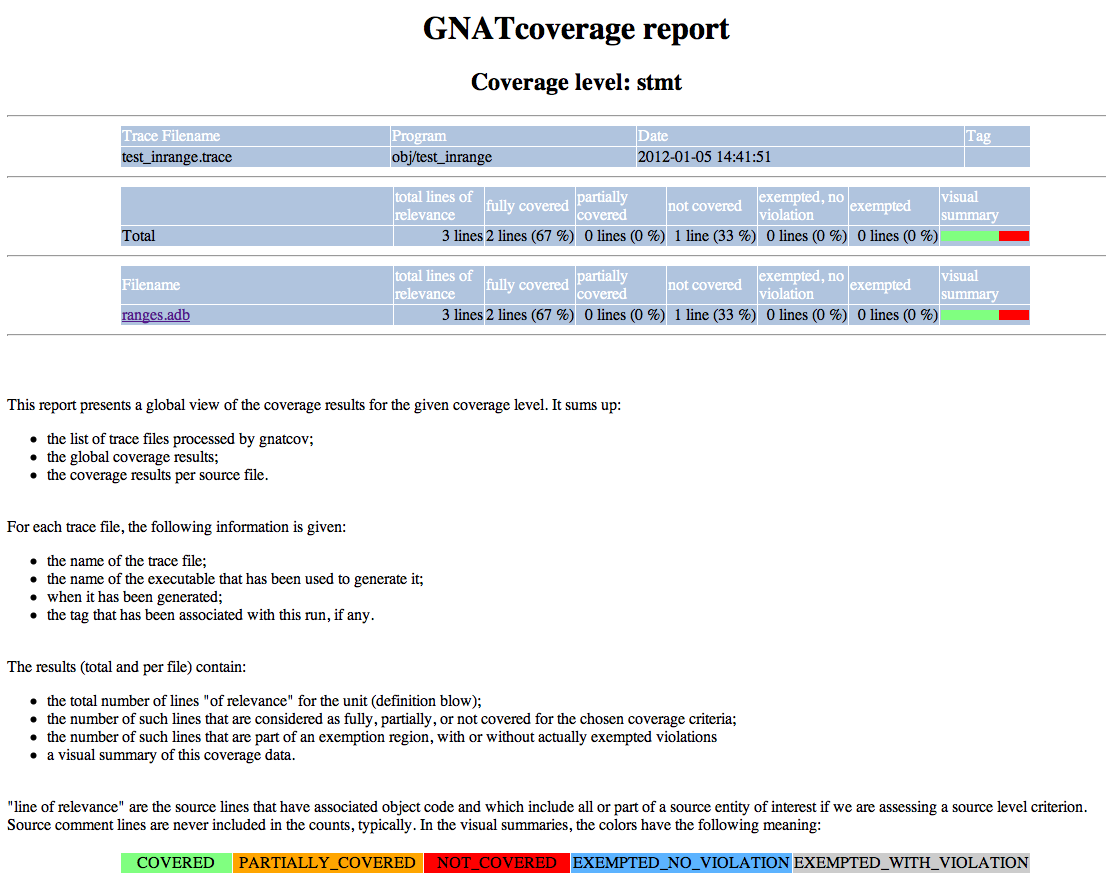 GNATcoverage report
Coverage level: stmt
Trace Filename Program Date Tag
test_inrange.trace obj/test_inrange 2012-01-05 14:41:51
total lines of relevance fully covered partially covered not covered exempted, no violation exempted visual summary
Total 3 lines 2 lines (67 %) 0 lines (0 %) 1 line (33 %) 0 lines (0 %) 0 lines (0 %)
Filename total lines of relevance fully covered partially covered not covered exempted, no violation exempted visual summary
ranges.adb 3 lines 2 lines (67 %) 0 lines (0 %) 1 line (33 %) 0 lines (0 %) 0 lines (0 %)
This report presents a global view of the coverage results for the given coverage level. It sums up:
• the list of trace files processed by gnatcov;
• the global coverage results;
• the coverage results per source file.
For each trace file, the following information is given:
• the name of the trace file;
• the name of the executable that has been used to generate it;
• when it has been generated;
• the tag that has been associated with this run, if any.
The results (total and per file) contain:
• the total number of lines "of relevance" for the unit (definition blow);
• the number of such lines that are considered as fully, partially, or not covered for the chosen coverage criteria;
• the number of such lines that are part of an exemption region, with or without actually exempted violations
• a visual summary of this coverage data.
"line of relevance" are the source lines that have associated object code and which include all or part of a source entity of interest if we are assessing a source level criterion.
Source comment lines are never included in the counts, typically. In the visual summaries, the colors have the following meaning:
COVERED PARTIALLY_COVERED NOT_COVERED EXEMPTED_NO_VIOLATION EXEMPTED_WITH_VIOLATION